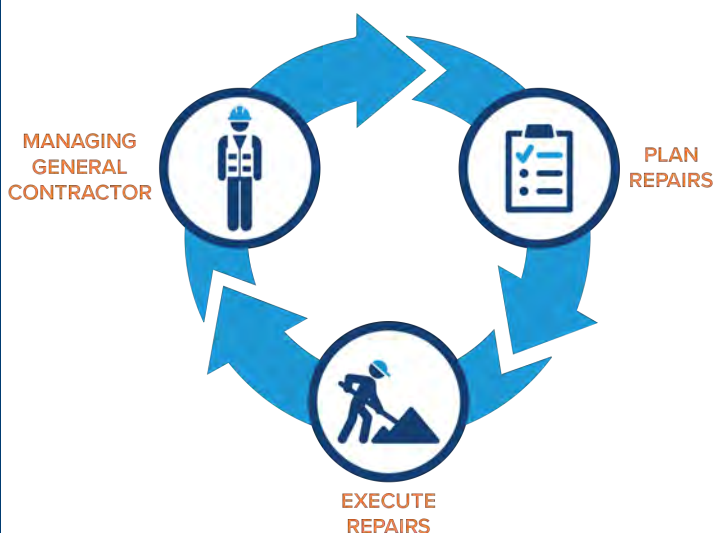 MANAGING
GENERAL
CONTRACTOR
PLAN
REPAIRS
EXECUTE
REPAIRS